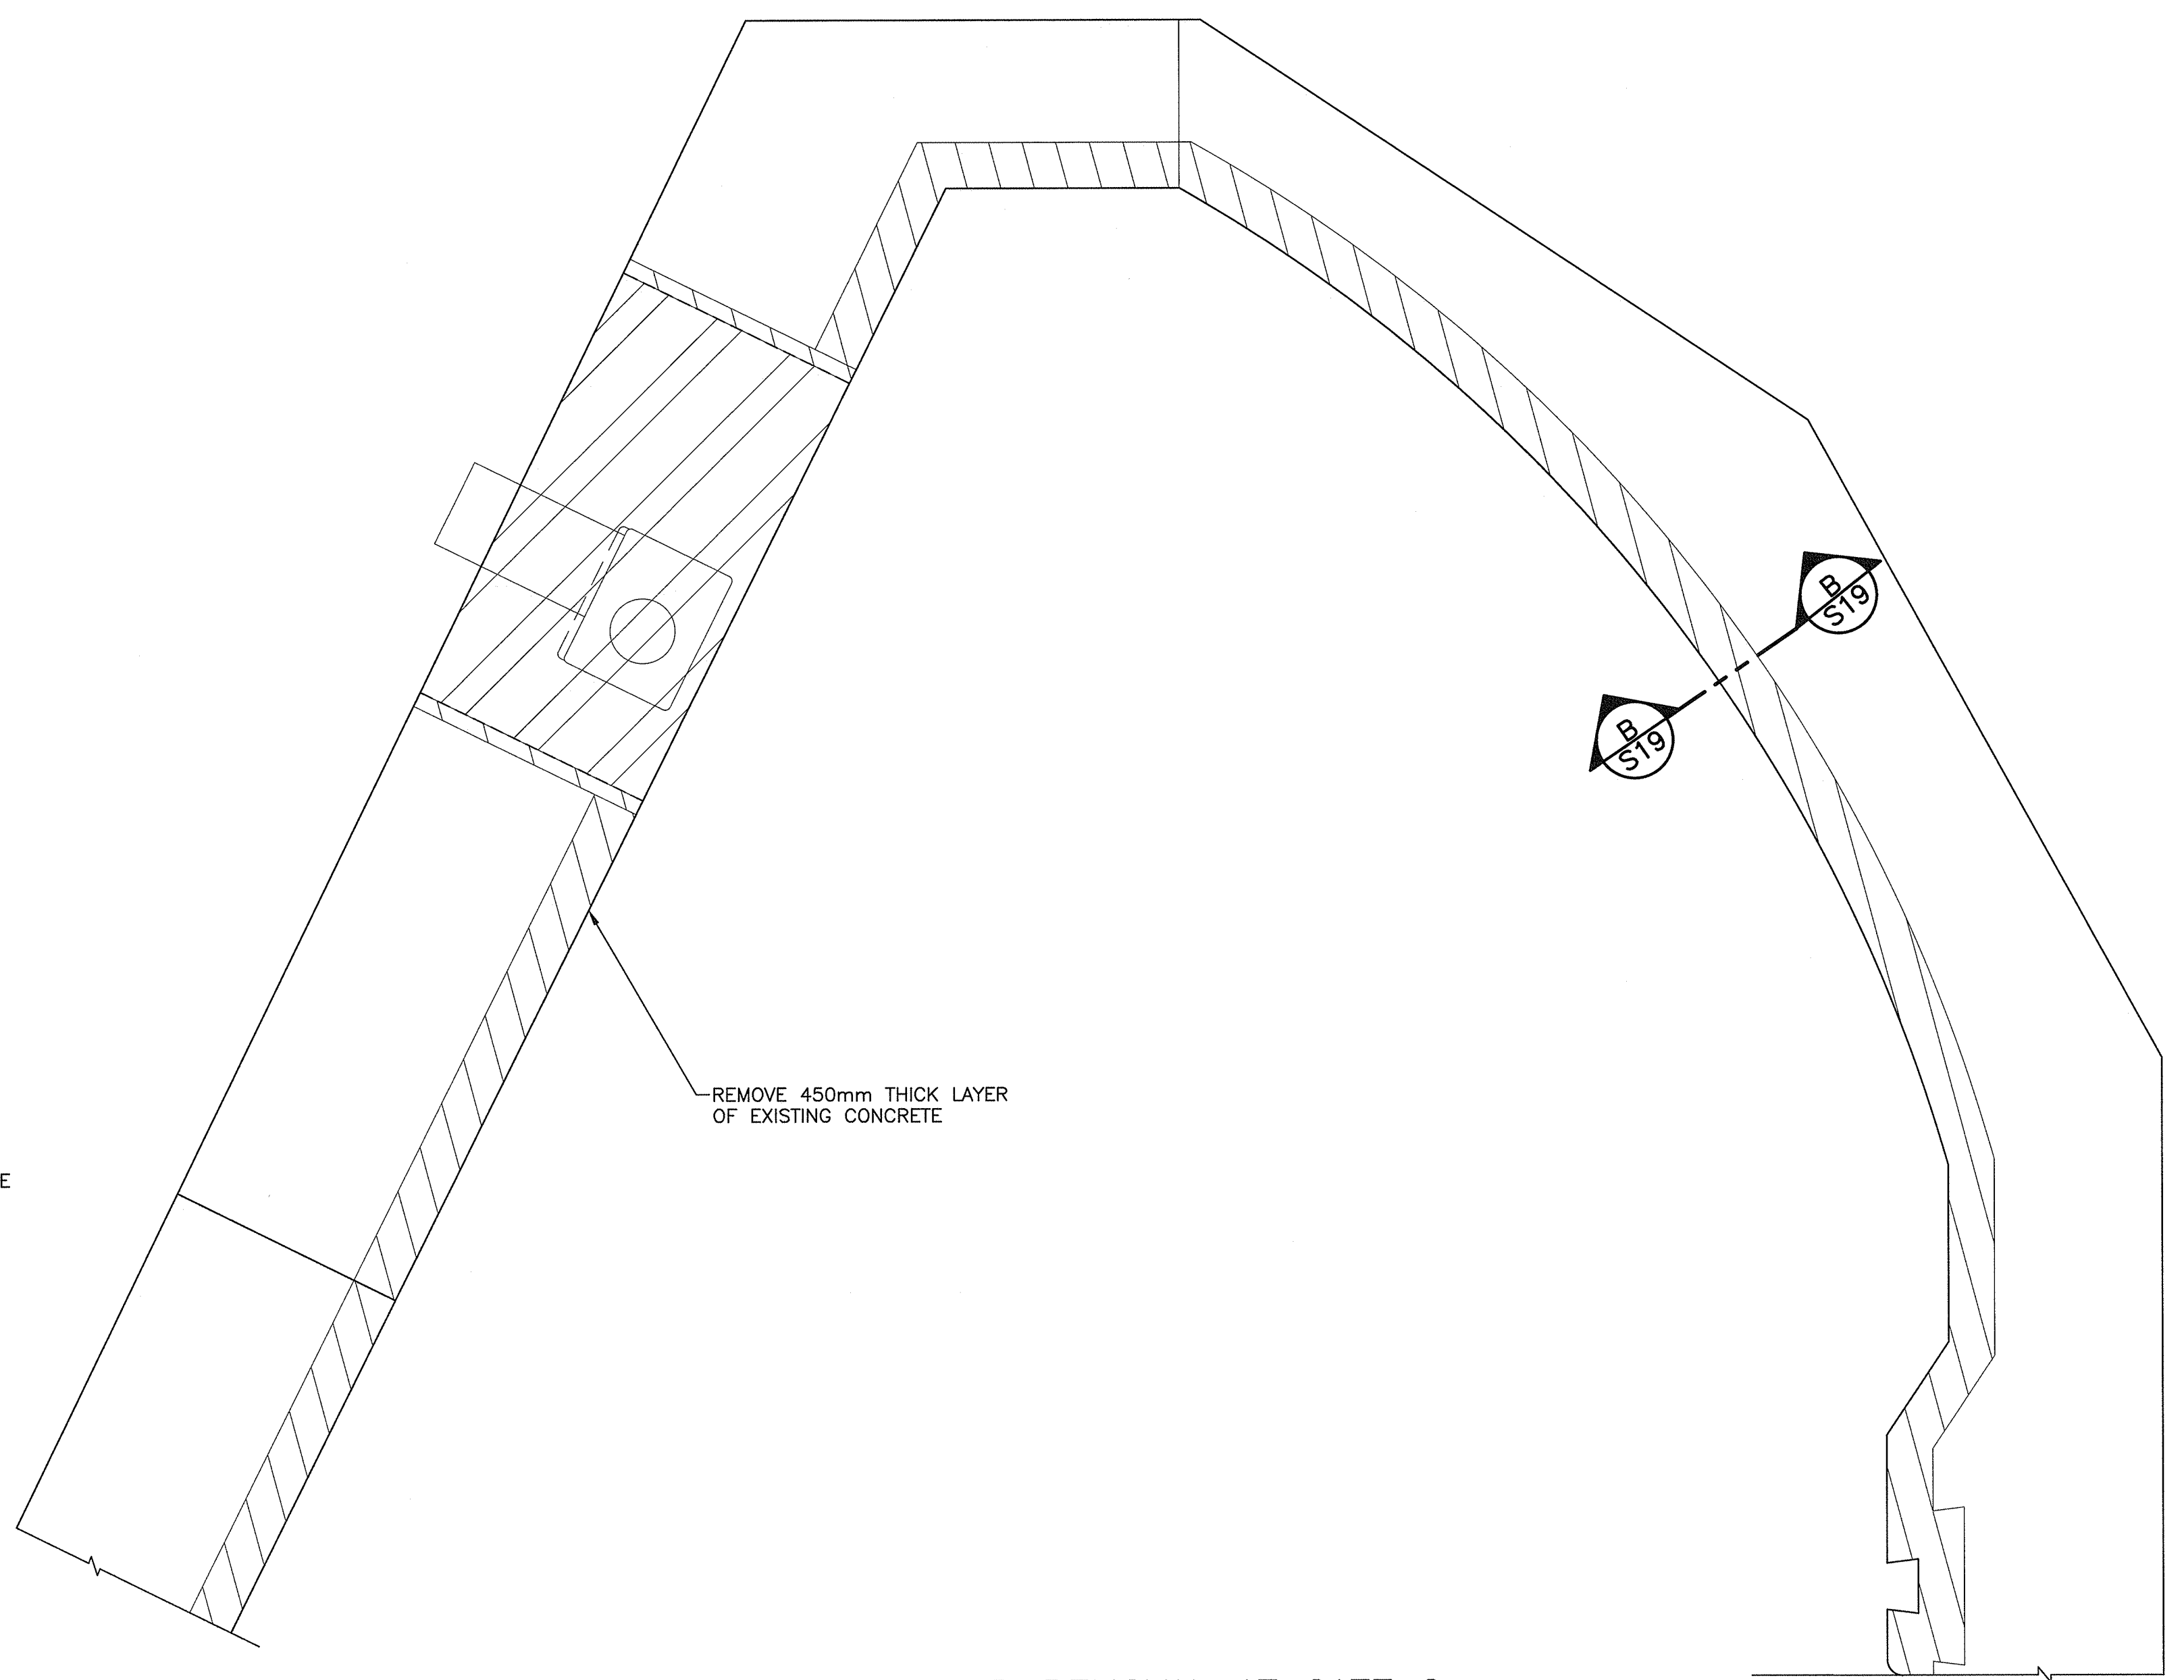 B
S19
B
S19
REMOVE 450mm THICK LAYER
OF EXISTING CONCRETE
E